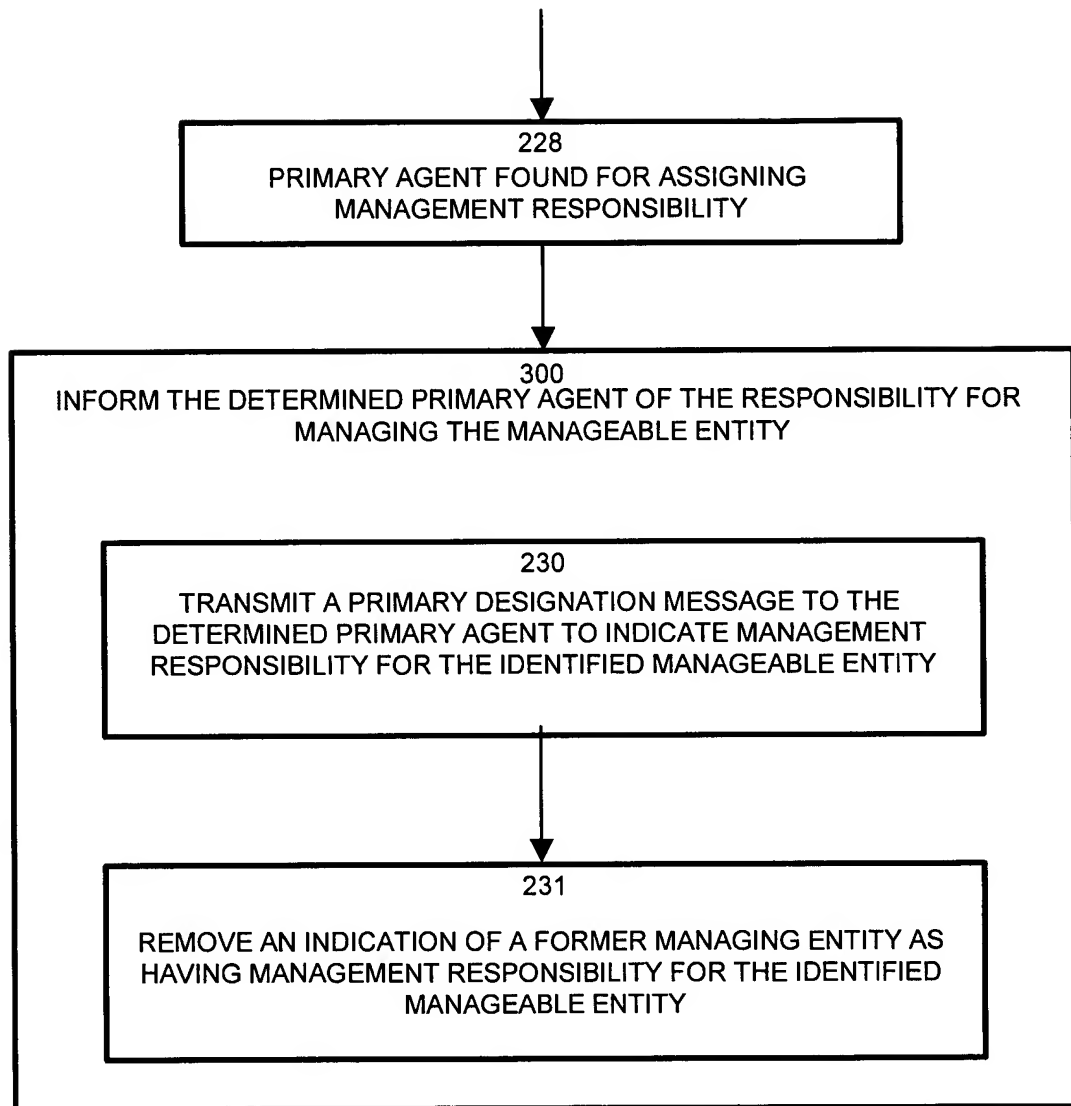 228
PRIMARY AGENT FOUND FOR ASSIGNING
MANAGEMENT RESPONSIBILITY
300
INFORM THE DETERMINED PRIMARY AGENT OF THE RESPONSIBILITY FOR
MANAGING THE MANAGEABLE ENTITY
230
TRANSMIT A PRIMARY DESIGNATION MESSAGE TO THE
DETERMINED PRIMARY AGENT TO INDICATE MANAGEMENT
RESPONSIBILITY FOR THE IDENTIFIED MANAGEABLE ENTITY
231
REMOVE AN INDICATION OF A FORMER MANAGING ENTITY AS
HAVING MANAGEMENT RESPONSIBILITY FOR THE IDENTIFIED
MANAGEABLE ENTITY